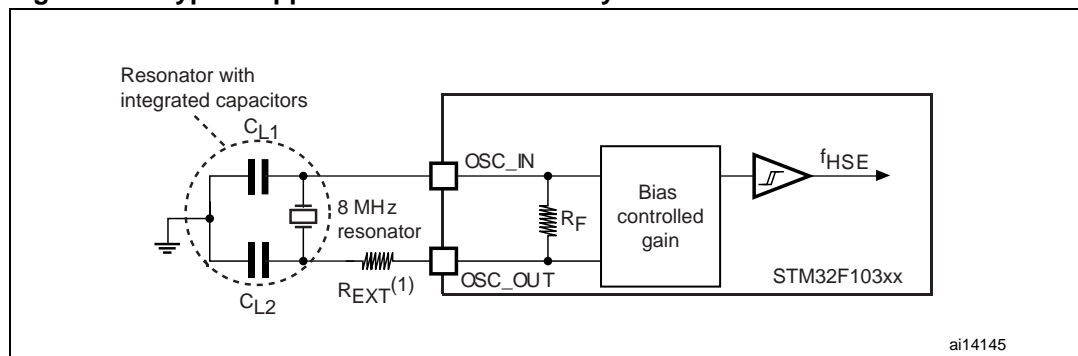 Resonator with
integrated capacitors
CL1
OSC_IN
fHSE
8 MHz
resonator
RF
Bias
controlled
gain
REXT(1)
OSC_OUT
STM32F103xx
CL2
ai14145